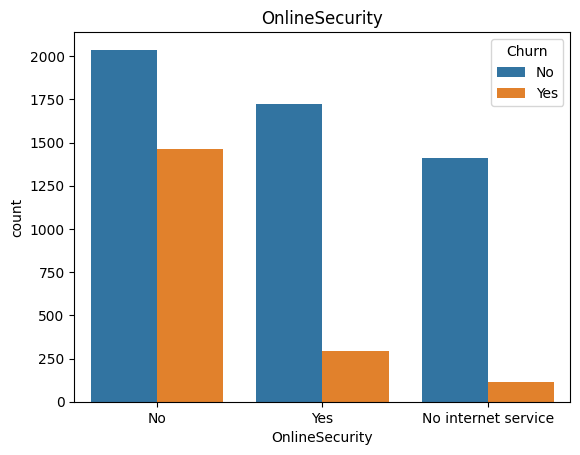 OnlineSecurity
Churn
No
Yes
2000
1750
1500
1250
1000
750
500
250
0
count
No
Yes
No internet service
OnlineSecurity